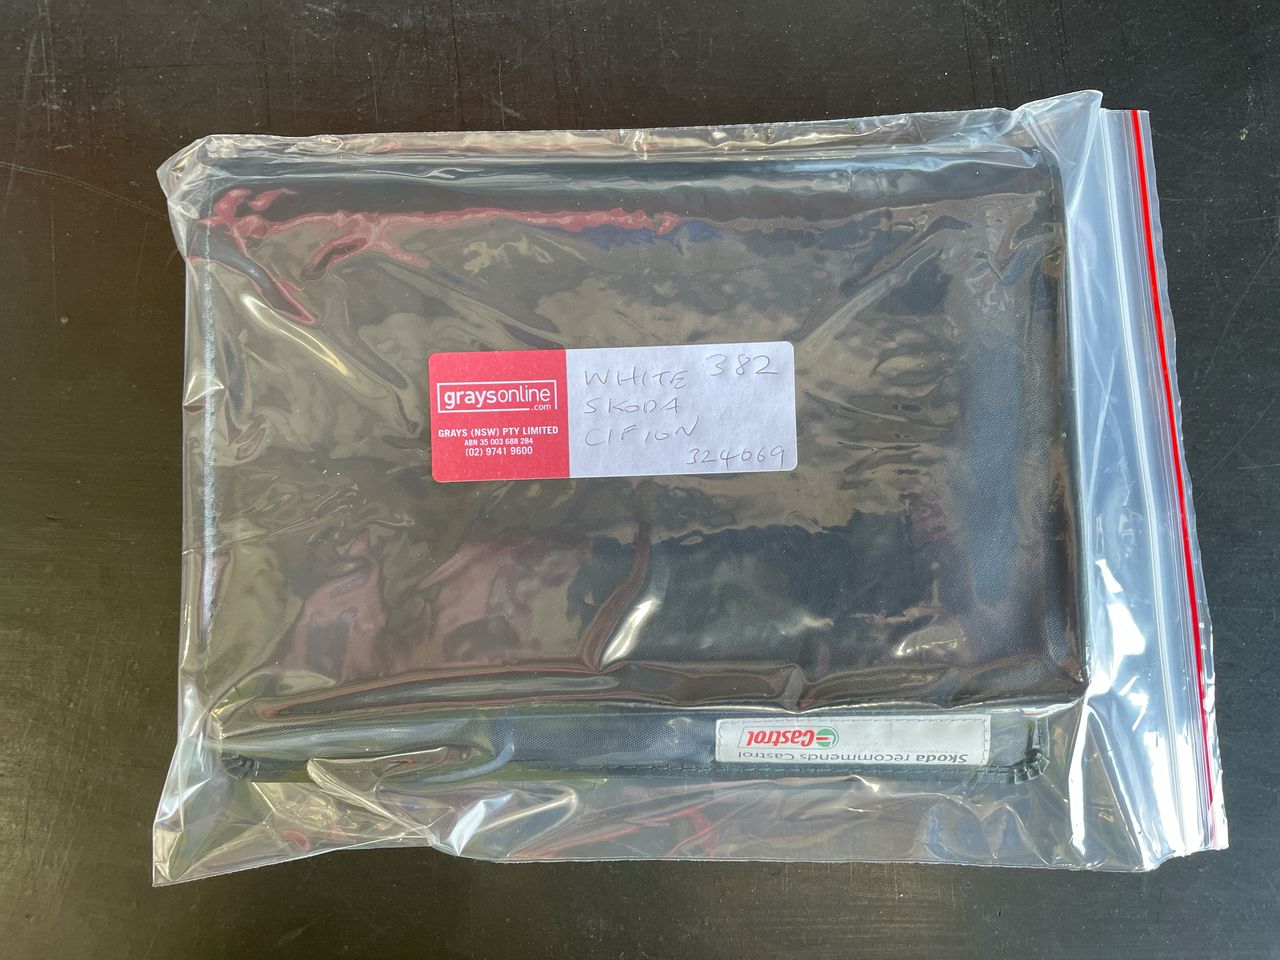 graysonline
.com
GRAYS (NSW) PTY LIMITED
ABN 35 003 688 284
(02) 9741 9600
WHITE 382
SKODA
CIF10N
324069
Castrol
Skoda recommends Castrol